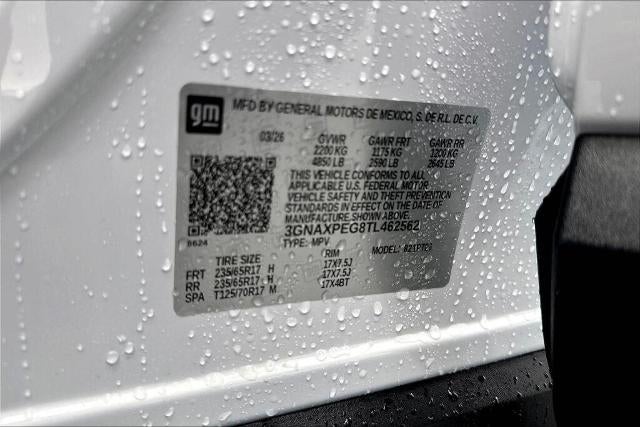 gm MFD BY GENERAL MOTORS DE MEXICO, S. DE R.L. DE C.V.
03/26 GVWR GAWR FRT GAWR RR
2200 KG 1175 KG 1200 KG
4850 LB 2590 LB 2645 LB
THIS VEHICLE CONFORMS TO ALL
APPLICABLE U.S. FEDERAL MOTOR
VEHICLE SAFETY AND THEFT PREVENTION
STANDARDS IN EFFECT ON THE DATE OF
MANUFACTURE SHOWN ABOVE.
3GNAXPEG8TL462562
8624 TYPE: MPV MODEL:
TIRE SIZE RIM
FRT 235/65R17 H 17X7.5J
RR 235/65R17 H 17X7.5J
SPA T125/70R17 M 17X4BT